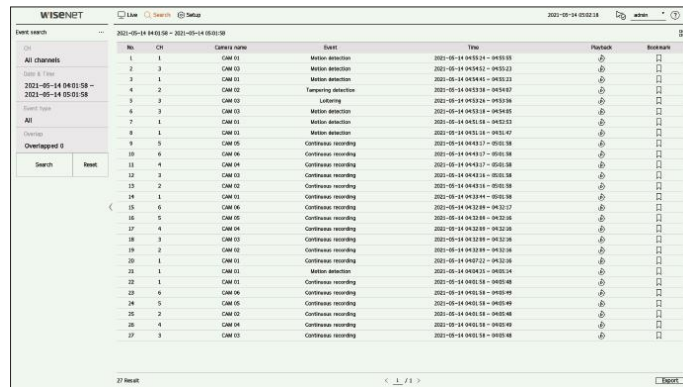 WISENET Live Search Setup 2021-05-14 05:02:18 admin
Event search ... 2021-05-14 04:01:58 ~ 2021-05-14 05:01:58
CH
All channels
Date & Time
2021-05-14 04:01:58 ~
2021-05-14 05:01:58
Event type
All
Overlap
Overlapped 0
Search Reset
No. CH Camera name Event Time Playback Bookmark
1 1 CAM 01 Motion detection 2021-05-14 04:55:24 ~ 04:55:55
2 3 CAM 03 Motion detection 2021-05-14 04:54:52 ~ 04:55:23
3 1 CAM 01 Motion detection 2021-05-14 04:54:41 ~ 04:55:23
4 2 CAM 02 Tampering detection 2021-05-14 04:53:38 ~ 04:54:07
5 3 CAM 03 Loitering 2021-05-14 04:53:26 ~ 04:53:56
6 3 CAM 03 Motion detection 2021-05-14 04:53:18 ~ 04:54:05
7 1 CAM 01 Motion detection 2021-05-14 04:51:58 ~ 04:52:53
8 1 CAM 01 Motion detection 2021-05-14 04:51:16 ~ 04:51:47
9 5 CAM 05 Continuous recording 2021-05-14 04:43:17 ~ 05:01:58
10 6 CAM 06 Continuous recording 2021-05-14 04:43:17 ~ 05:01:58
11 4 CAM 04 Continuous recording 2021-05-14 04:43:17 ~ 05:01:58
12 3 CAM 03 Continuous recording 2021-05-14 04:43:16 ~ 05:01:58
13 2 CAM 02 Continuous recording 2021-05-14 04:43:16 ~ 05:01:58
14 1 CAM 01 Continuous recording 2021-05-14 04:33:44 ~ 05:01:58
15 6 CAM 06 Continuous recording 2021-05-14 04:32:09 ~ 04:32:17
16 5 CAM 05 Continuous recording 2021-05-14 04:32:09 ~ 04:32:16
17 4 CAM 04 Continuous recording 2021-05-14 04:32:09 ~ 04:32:16
18 3 CAM 03 Continuous recording 2021-05-14 04:32:09 ~ 04:32:16
19 2 CAM 02 Continuous recording 2021-05-14 04:32:09 ~ 04:32:16
20 1 CAM 01 Continuous recording 2021-05-14 04:07:22 ~ 04:32:16
21 1 CAM 01 Motion detection 2021-05-14 04:04:35 ~ 04:05:14
22 1 CAM 01 Continuous recording 2021-05-14 04:01:58 ~ 04:05:48
23 6 CAM 06 Continuous recording 2021-05-14 04:01:58 ~ 04:05:49
24 5 CAM 05 Continuous recording 2021-05-14 04:01:58 ~ 04:05:49
25 2 CAM 02 Continuous recording 2021-05-14 04:01:58 ~ 04:05:48
26 4 CAM 04 Continuous recording 2021-05-14 04:01:58 ~ 04:05:49
27 3 CAM 03 Continuous recording 2021-05-14 04:01:58 ~ 04:05:48
27 Result < 1 / 1 > Export